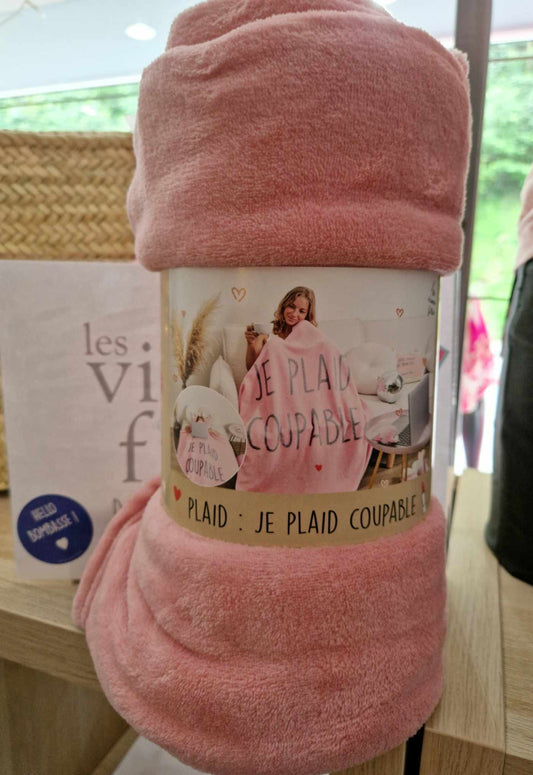 les
vi
f
HELLO
BOMBASSE !
JE PLAID
COUPABLE
JE PLAID
COUPABLE
PLAID : JE PLAID COUPABLE